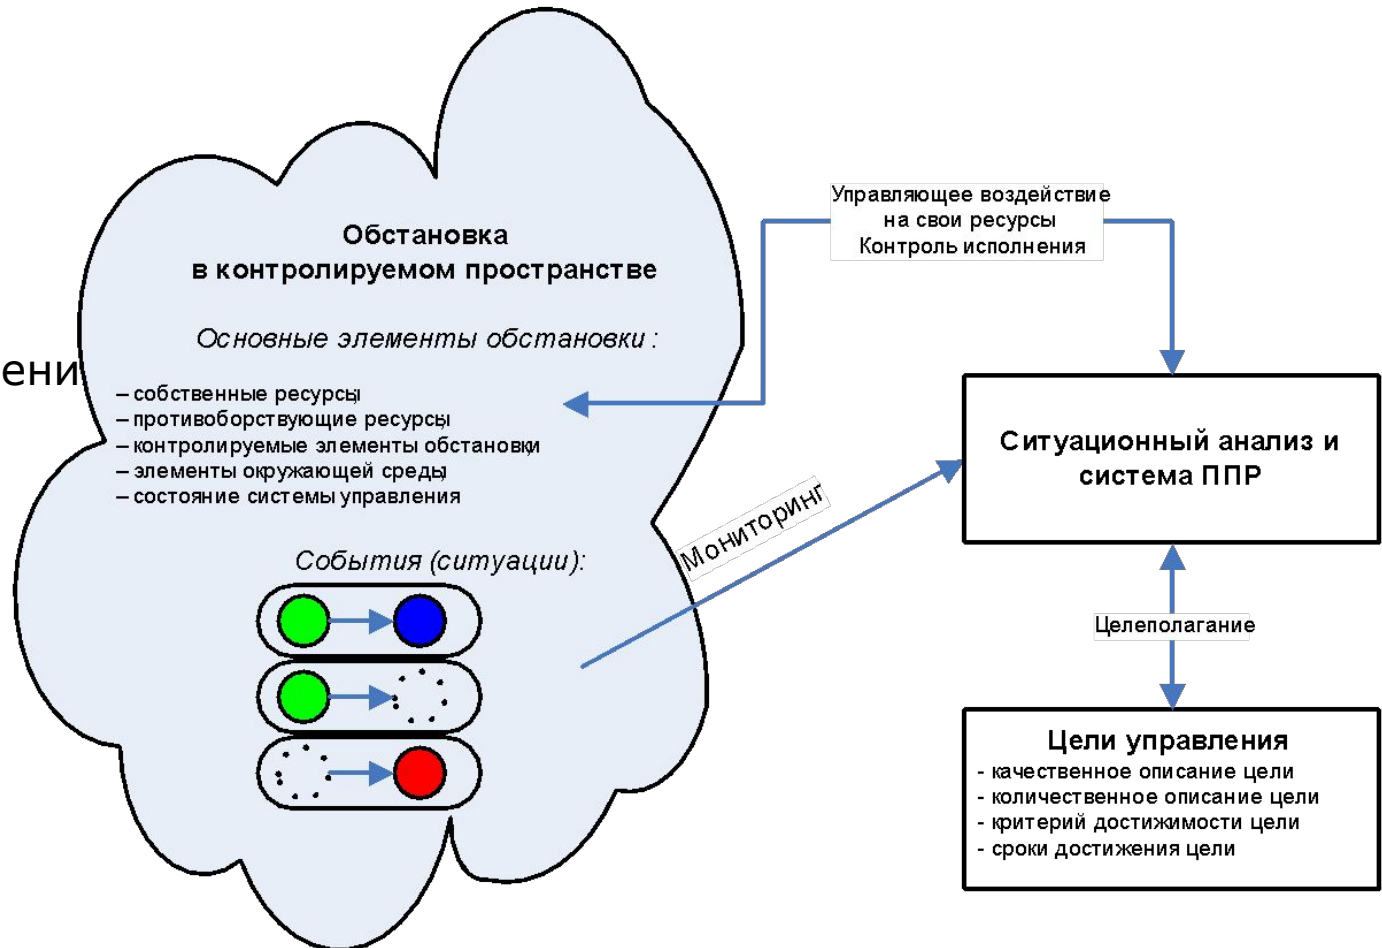 Обстановка
в контролируемом пространстве
Основные элементы обстановки :
ени
– собственные ресурсы;
– противоборствующие ресурсы;
– контролируемые элементы обстановки;
– элементы окружающей среды;
– состояние системы управления
События (ситуации):
Мониторинг
Управляющее воздействие
на свои ресурсы
Контроль исполнения
Ситуационный анализ и
система ППР
Целеполагание
Цели управления
- качественное описание цели
- количественное описание цели
- критерий достижимости цели
- сроки достижения цели